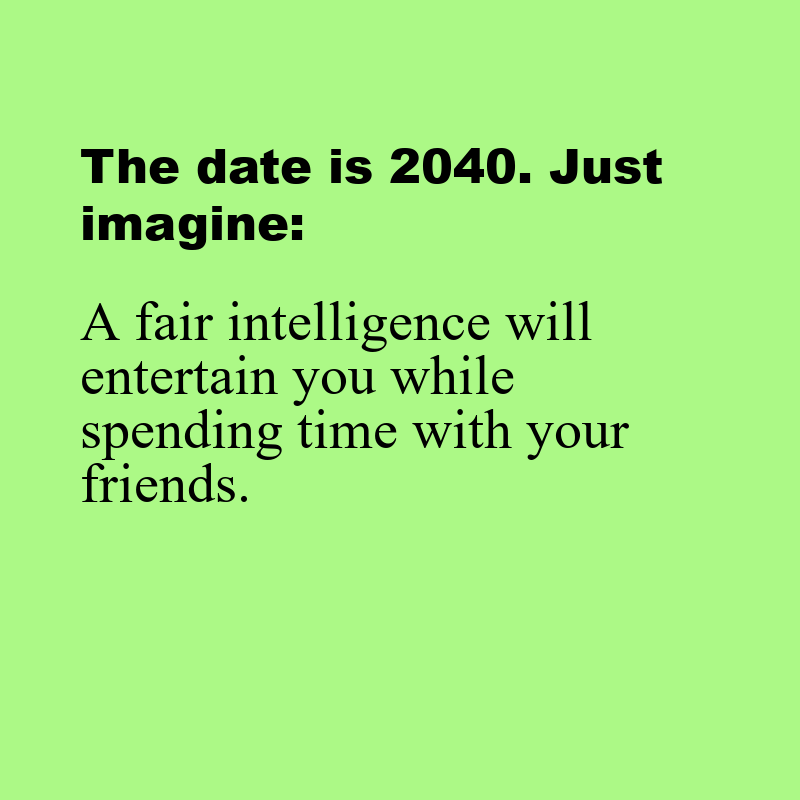 The date is 2040. Just
imagine:
A fair intelligence will
entertain you while
spending time with your
friends.